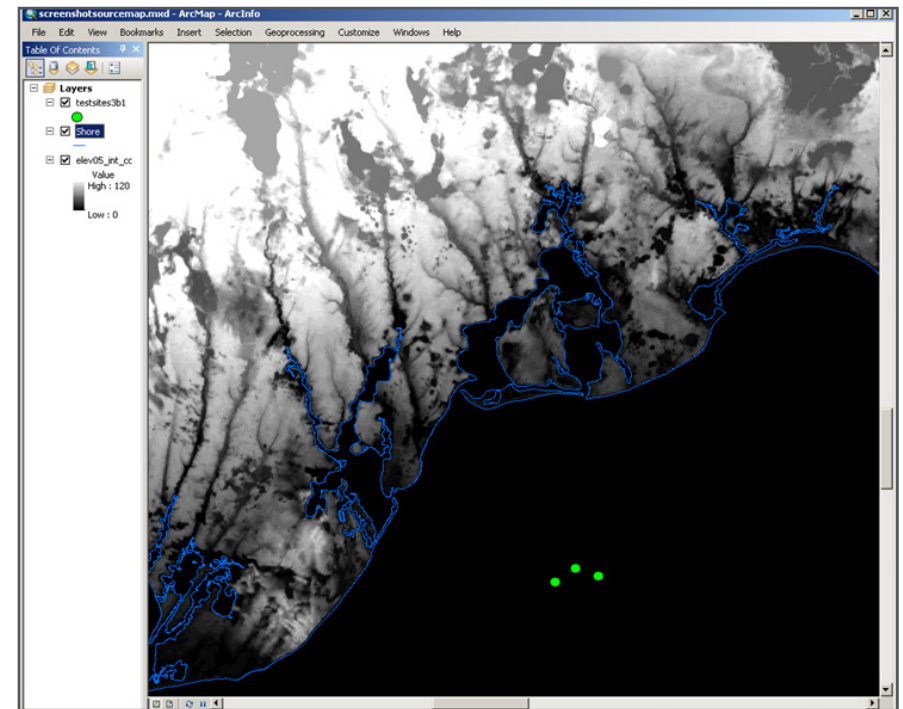 screenshotsourcemap.mxd - ArcMap - ArcInfo
File Edit View Bookmarks Insert Selection Geoprocessing Customize Windows Help
Table Of Contents
Layers
testsites3b1
Shore
elev05_int_cc
Value
High : 120
Low : 0